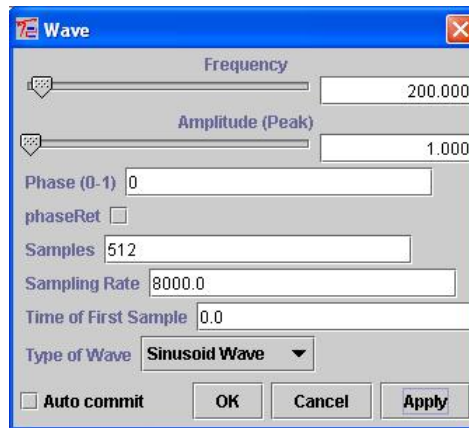 Wave
Frequency
200.000
Amplitude (Peak)
1.000
Phase (0-1) 0
phaseRet
Samples 512
Sampling Rate 8000.0
Time of First Sample 0.0
Type of Wave Sinusoid Wave
Auto commit OK Cancel Apply